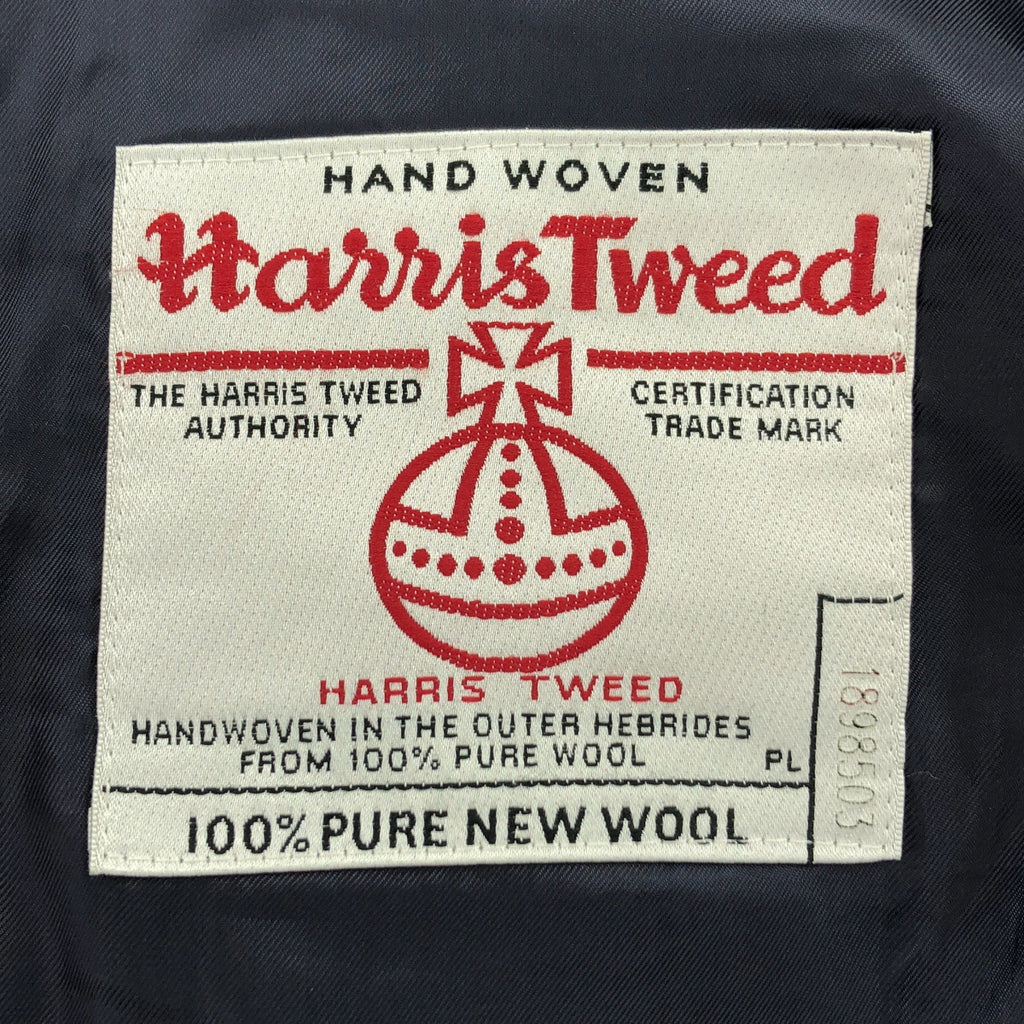 HAND WOVEN
Harris Tweed
THE HARRIS TWEED
AUTHORITY
CERTIFICATION
TRADE MARK
HARRIS TWEED
HANDWOVEN IN THE OUTER HEBRIDES
FROM 100% PURE WOOL
PL
1898503
100% PURE NEW WOOL